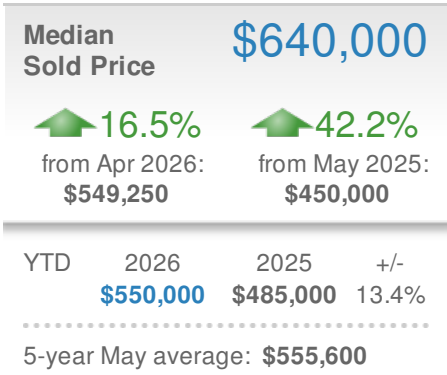 Median
Sold Price
$640,000
16.5%
from Apr 2026:
$549,250
42.2%
from May 2025:
$450,000
YTD 2026 2025 +/-
$550,000 $485,000 13.4%
5-year May average: $555,600